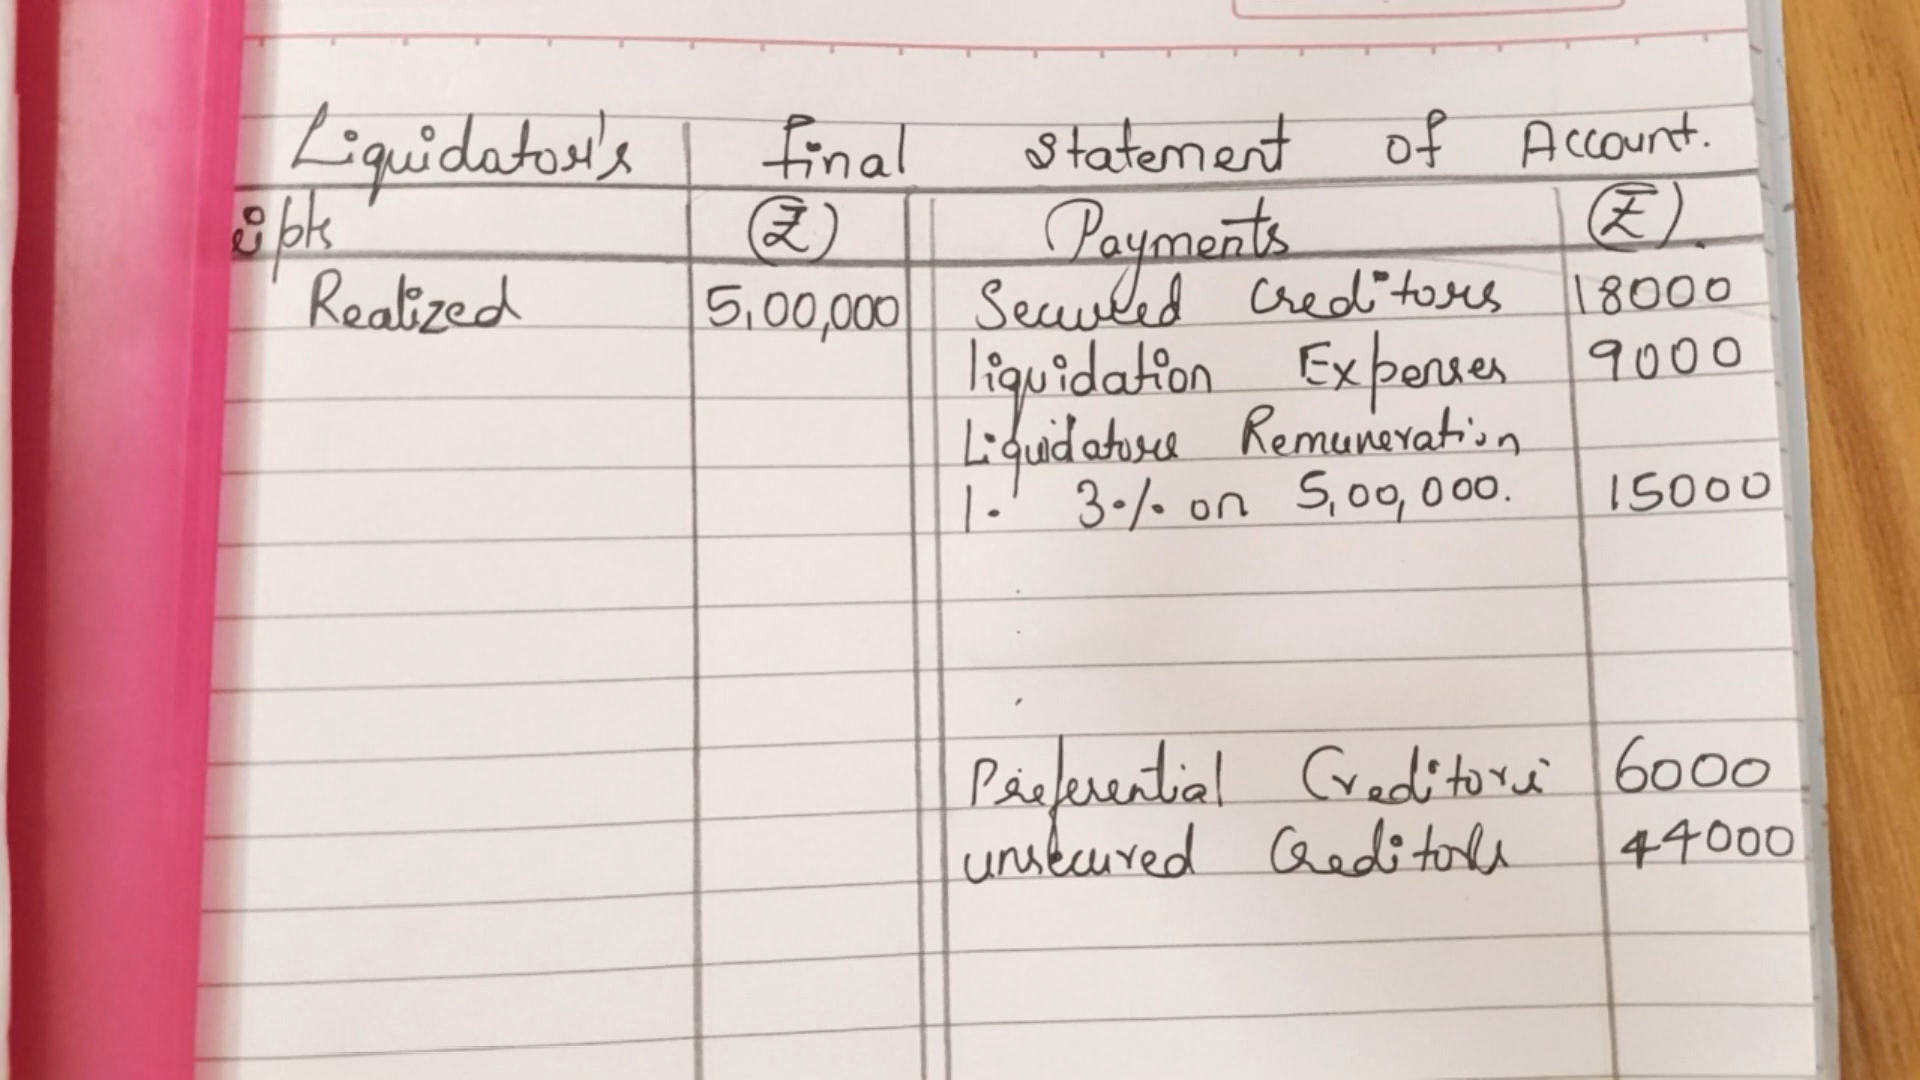 Liquidator's final statement of Account.
eipts (₹) Payments (₹).
Realized 5,00,000 Secured Creditors 18000
liquidation Expenses 9000
Liquidators Remuneration
1. 3% on 5,00,000. 15000
Preferential Creditors 6000
unsecured Creditors 44000